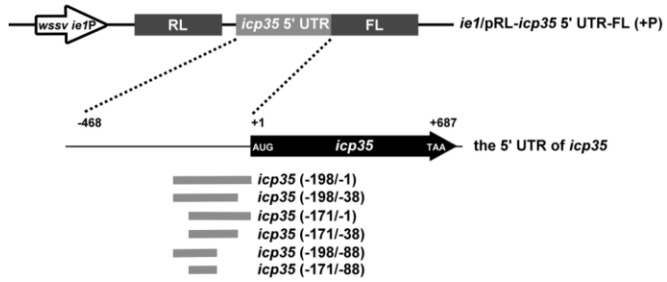 wssv ie1P RL icp35 5' UTR FL ie1/pRL-icp35 5' UTR-FL (+P)
-468 +1 +687
AUG icp35 TAA the 5' UTR of icp35
icp35 (-198/-1)
icp35 (-198/-38)
icp35 (-171/-1)
icp35 (-171/-38)
icp35 (-198/-88)
icp35 (-171/-88)